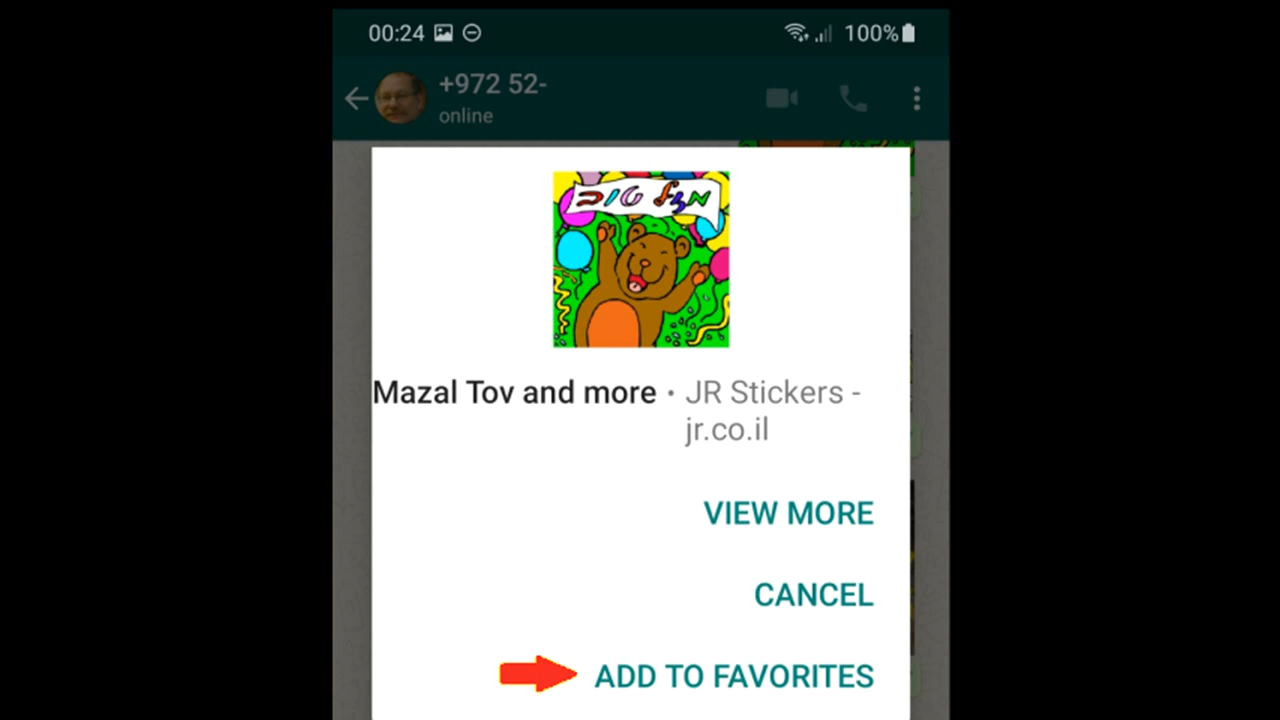 00:24
100%
+972 52-
online
מזל טוב
Mazal Tov and more • JR Stickers -
jr.co.il
VIEW MORE
CANCEL
ADD TO FAVORITES